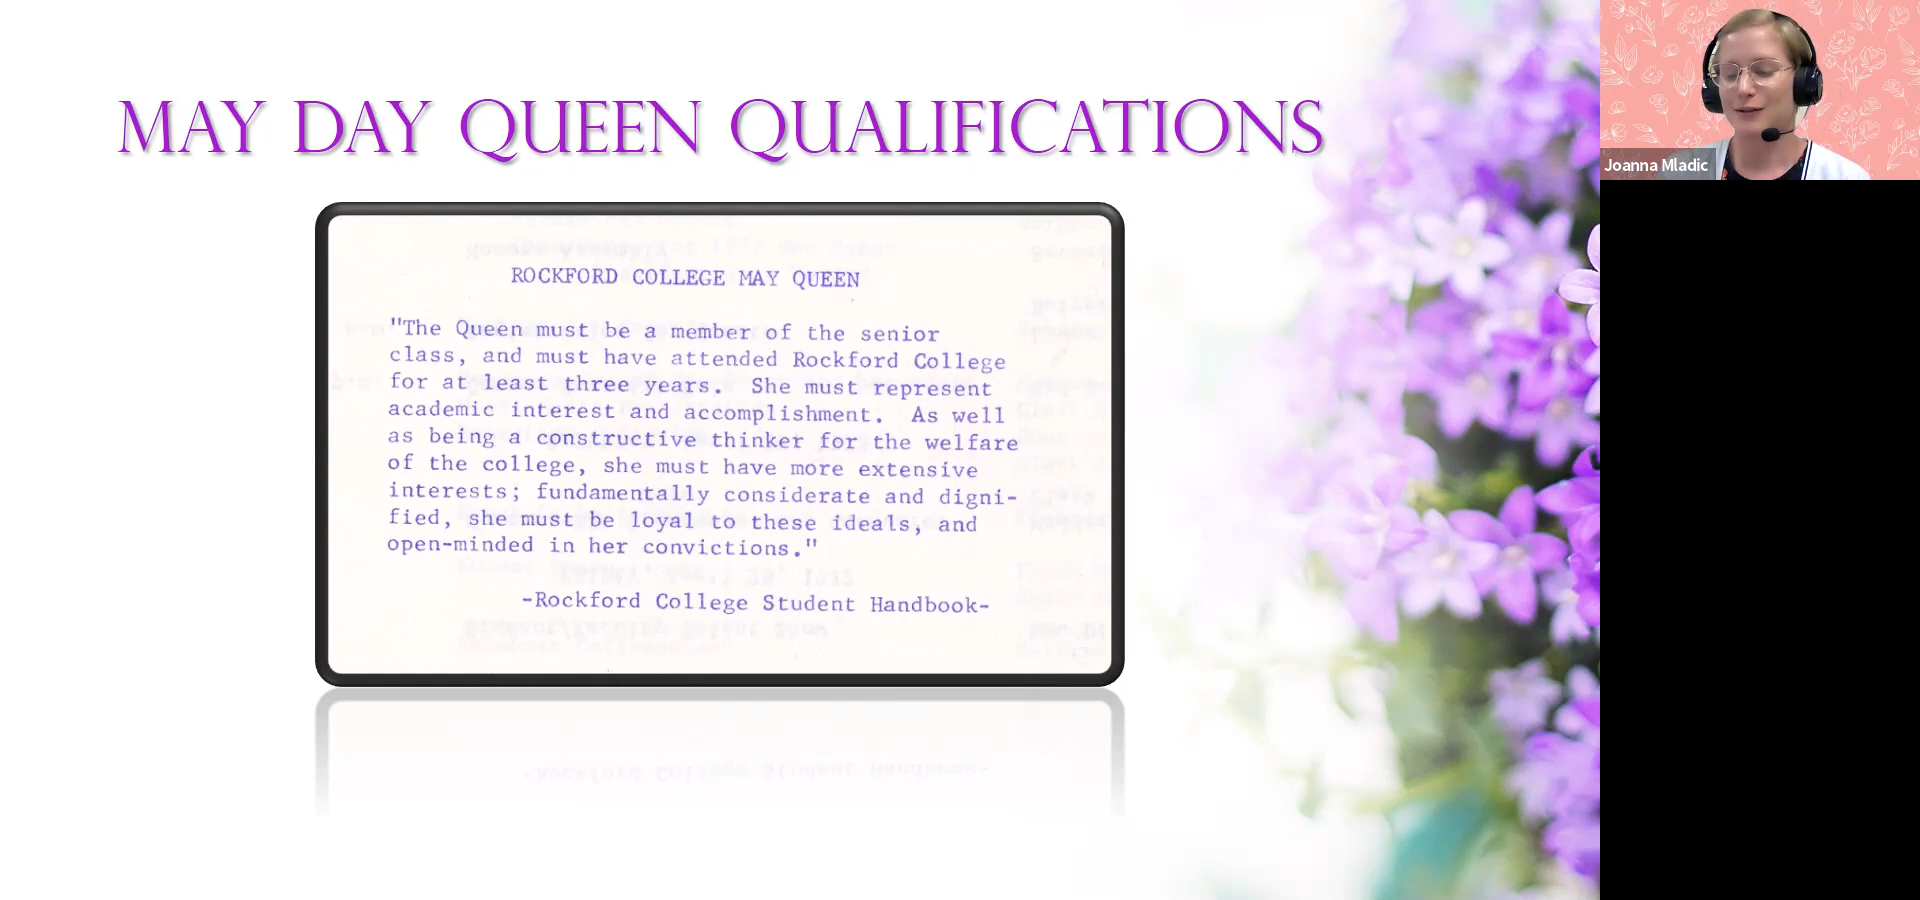 MAY DAY QUEEN QUALIFICATIONS
Joanna Mladic
ROCKFORD COLLEGE MAY QUEEN
"The Queen must be a member of the senior
class, and must have attended Rockford College
for at least three years. She must represent
academic interest and accomplishment. As well
as being a constructive thinker for the welfare
of the college, she must have more extensive
interests; fundamentally considerate and digni-
fied, she must be loyal to these ideals, and
open-minded in her convictions."
-Rockford College Student Handbook-